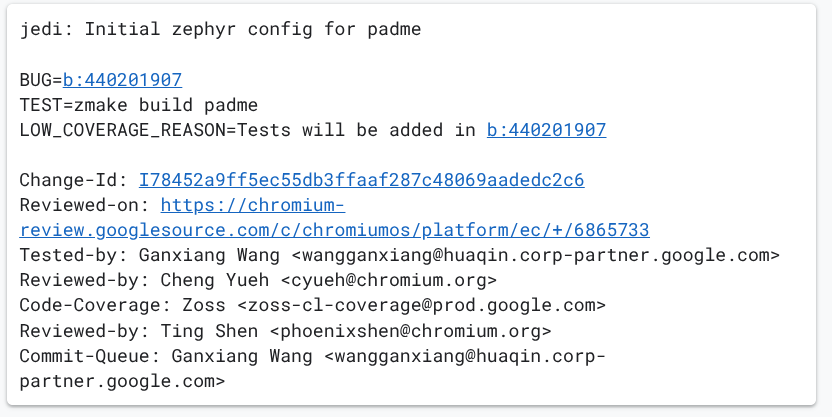 jedi: Initial zephyr config for padme
BUG=b:440201907
TEST=zmake build padme
LOW_COVERAGE_REASON=Tests will be added in b:440201907
Change-Id: I78452a9ff5ec55db3ffaaf287c48069aadedc2c6
Reviewed-on: https://chromium-
review.googlesource.com/c/chromiumos/platform/ec/+/6865733
Tested-by: Ganxiang Wang <wangganxiang@huaqin.corp-partner.google.com>
Reviewed-by: Cheng Yueh <cyueh@chromium.org>
Code-Coverage: Zoss <zoss-cl-coverage@prod.google.com>
Reviewed-by: Ting Shen <phoenixshen@chromium.org>
Commit-Queue: Ganxiang Wang <wangganxiang@huaqin.corp-
partner.google.com>